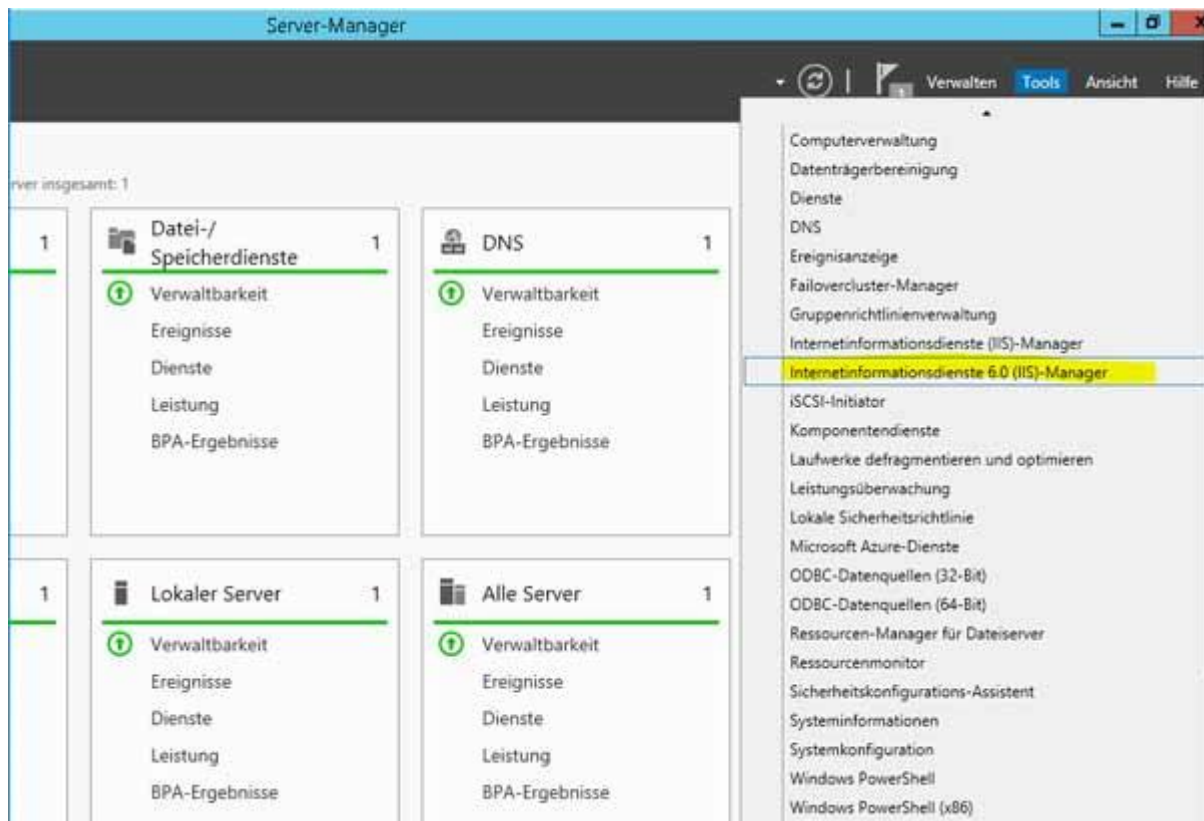 Server-Manager
1
Verwalten
Tools
Ansicht
Hilfe
rver insgesamt: 1
1
Datei-/
Speicherdienste
1
Verwaltbarkeit
Ereignisse
Dienste
Leistung
BPA-Ergebnisse
DNS
1
Verwaltbarkeit
Ereignisse
Dienste
Leistung
BPA-Ergebnisse
1
Lokaler Server
1
Verwaltbarkeit
Ereignisse
Dienste
Leistung
BPA-Ergebnisse
Alle Server
1
Verwaltbarkeit
Ereignisse
Dienste
Leistung
BPA-Ergebnisse
Computerverwaltung
Datenträgerbereinigung
Dienste
DNS
Ereignisanzeige
Failovercluster-Manager
Gruppenrichtlinienverwaltung
Internetinformationsdienste (IIS)-Manager
Internetinformationsdienste 6.0 (IIS)-Manager
iSCSI-Initiator
Komponentendienste
Laufwerke defragmentieren und optimieren
Leistungsüberwachung
Lokale Sicherheitsrichtlinie
Microsoft Azure-Dienste
ODBC-Datenquellen (32-Bit)
ODBC-Datenquellen (64-Bit)
Ressourcen-Manager für Dateiserver
Ressourcenmonitor
Sicherheitskonfigurations-Assistent
Systeminformationen
Systemkonfiguration
Windows PowerShell
Windows PowerShell (x86)